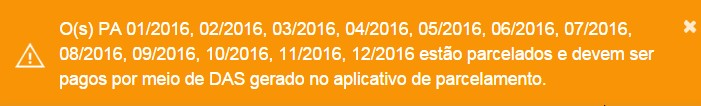 O(s) PA 01/2016, 02/2016, 03/2016, 04/2016, 05/2016, 06/2016, 07/2016,
08/2016, 09/2016, 10/2016, 11/2016, 12/2016 estão parcelados e devem ser
pagos por meio de DAS gerado no aplicativo de parcelamento.